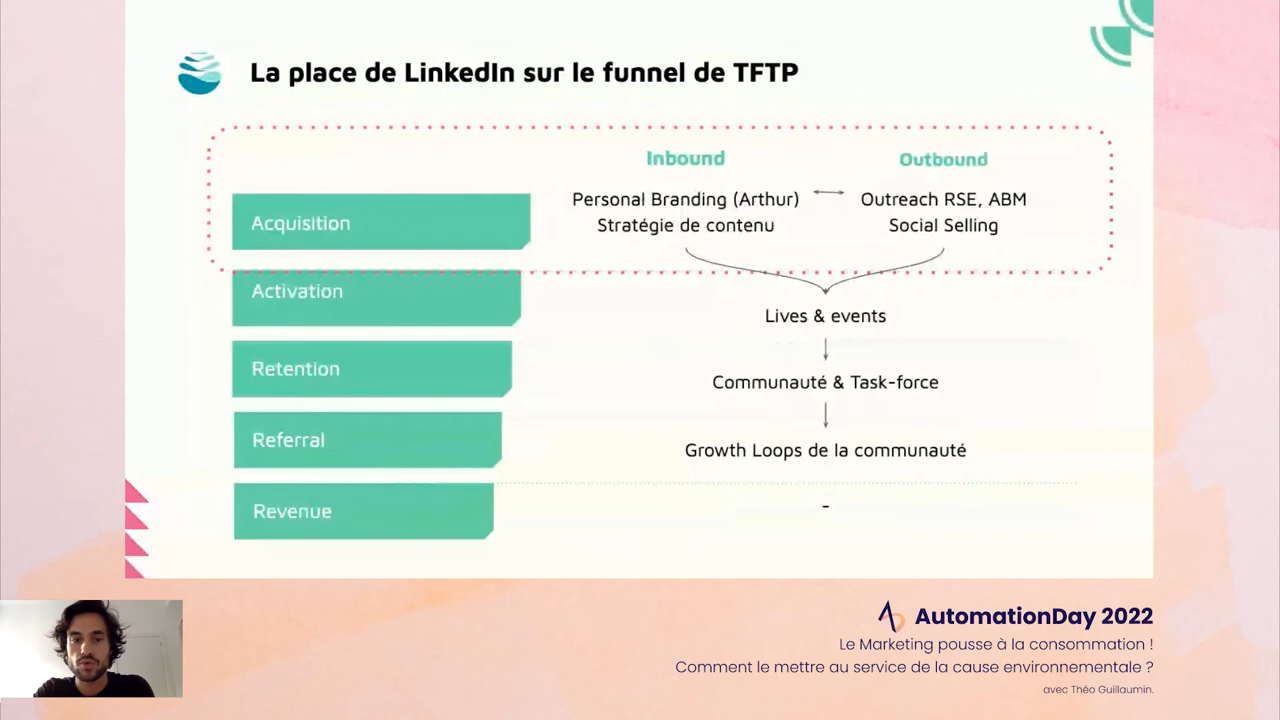 La place de LinkedIn sur le funnel de TFTP
Inbound
Outbound
Personal Branding (Arthur)
Outreach RSE, ABM
Acquisition
Stratégie de contenu
Social Selling
Activation
Lives & events
Retention
Communauté & Task-force
Referral
Growth Loops de la communauté
Revenue
-
AutomationDay 2022
Le Marketing pousse à la consommation !
Comment le mettre au service de la cause environnementale ?
avec Théo Guillaumin.